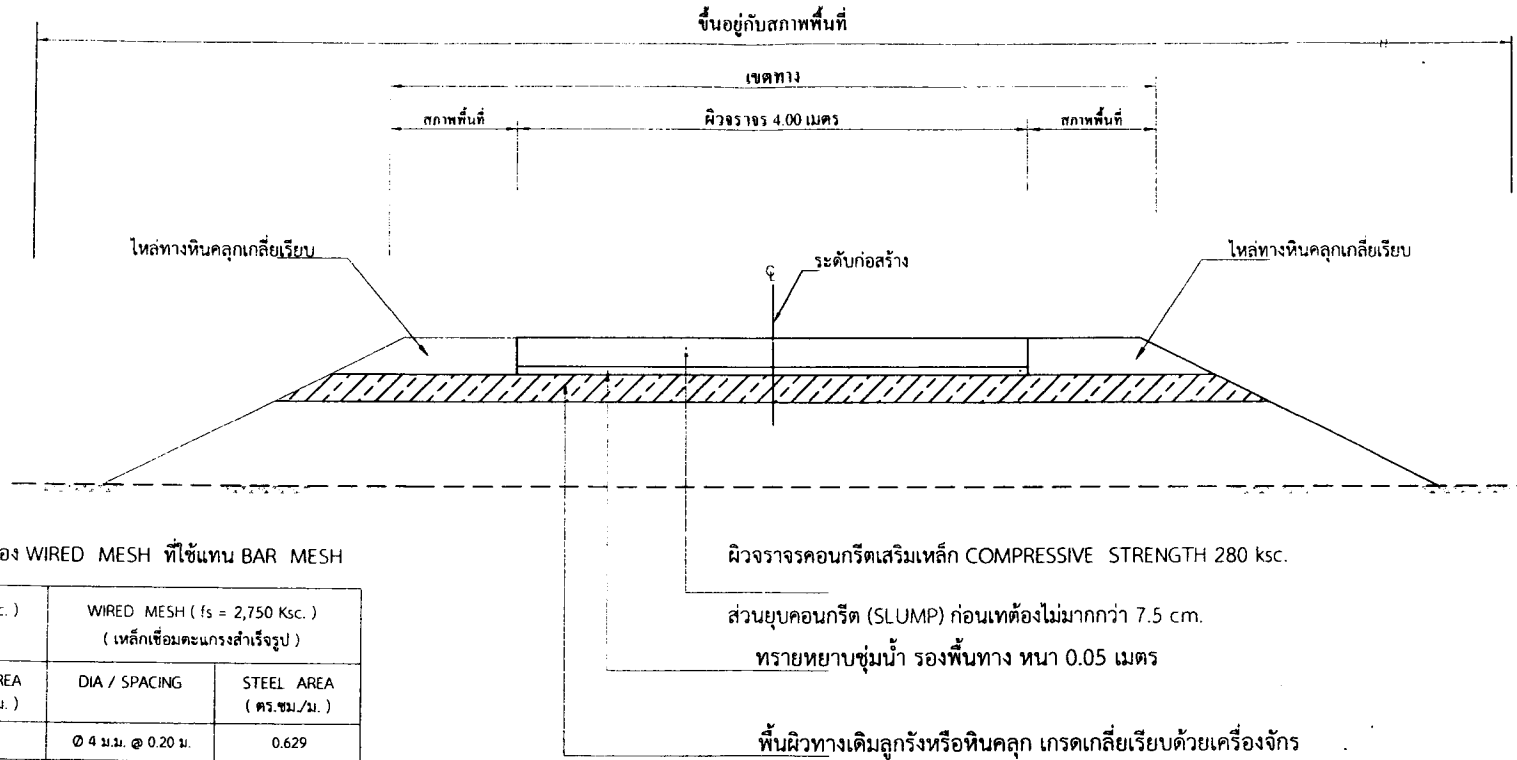 ขึ้นอยู่กับสภาพพื้นที่
เขตทาง
สภาพพื้นที่
ผิวจราจร 4.00 เมตร
สภาพพื้นที่
ไหล่ทางหินคลุกเกลี่ยเรียบ
ระดับก่อสร้าง
ไหล่ทางหินคลุกเกลี่ยเรียบ
WIRED MESH ที่ใช้แทน BAR MESH
ผิวจราจรคอนกรีตเสริมเหล็ก COMPRESSIVE STRENGTH 280 ksc.
ส่วนยุบคอนกรีต (SLUMP) ก่อนเทต้องไม่มากกว่า 7.5 cm.
ทรายหยาบชุ่มน้ำ รองพื้นทาง หนา 0.05 เมตร
พื้นผิวทางเดิมลูกรังหรือหินคลุก เกรดเกลี่ยเรียบด้วยเครื่องจักร
WIRED MESH ( fs = 2,750 Ksc. )
( เหล็กเชื่อมตะแกรงสำเร็จรูป )
DIA / SPACING
STEEL AREA
( ตร.ซม./ม. )
Ø 4 ม.ม. @ 0.20 ม.
0.629